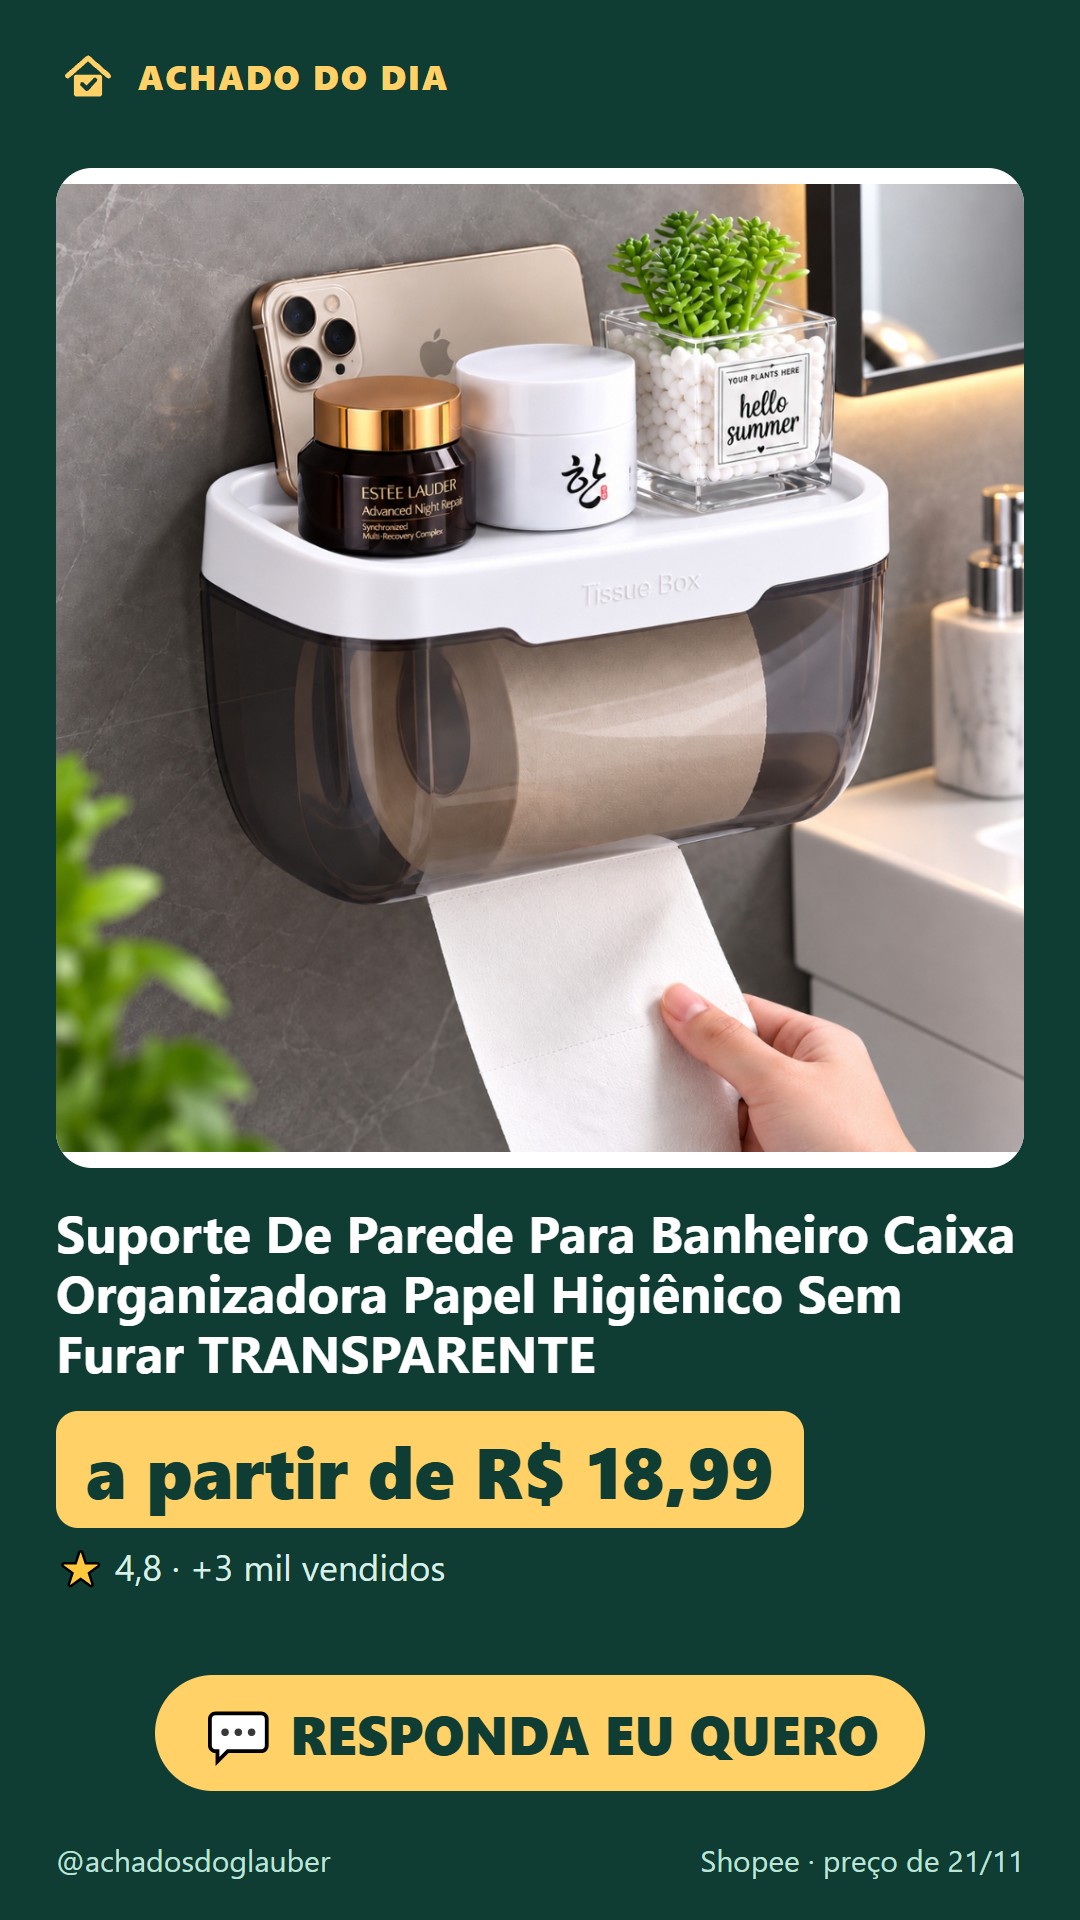 ACHADO DO DIA
YOUR PLANTS HERE
hello
summer
ESTĒE LAUDER
Advanced Night Repair
Synchronized
Multi-Recovery Complex
한
Tissue Box
Suporte De Parede Para Banheiro Caixa
Organizadora Papel Higiênico Sem
Furar TRANSPARENTE
a partir de R$ 18,99
4,8 · +3 mil vendidos
RESPONDA EU QUERO
@achadosdoglauber
Shopee · preço de 21/11